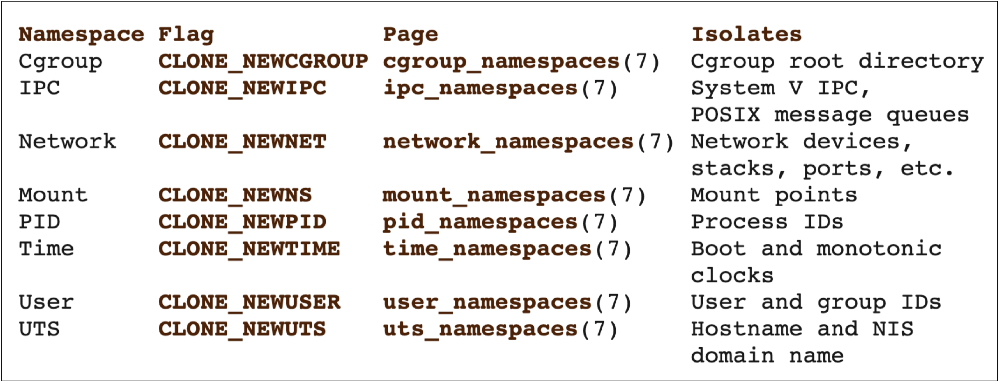 Namespace Flag Page Isolates
Cgroup CLONE_NEWCGROUP cgroup_namespaces(7) Cgroup root directory
IPC CLONE_NEWIPC ipc_namespaces(7) System V IPC,
POSIX message queues
Network CLONE_NEWNET network_namespaces(7) Network devices,
stacks, ports, etc.
Mount CLONE_NEWNS mount_namespaces(7) Mount points
PID CLONE_NEWPID pid_namespaces(7) Process IDs
Time CLONE_NEWTIME time_namespaces(7) Boot and monotonic
clocks
User CLONE_NEWUSER user_namespaces(7) User and group IDs
UTS CLONE_NEWUTS uts_namespaces(7) Hostname and NIS
domain name